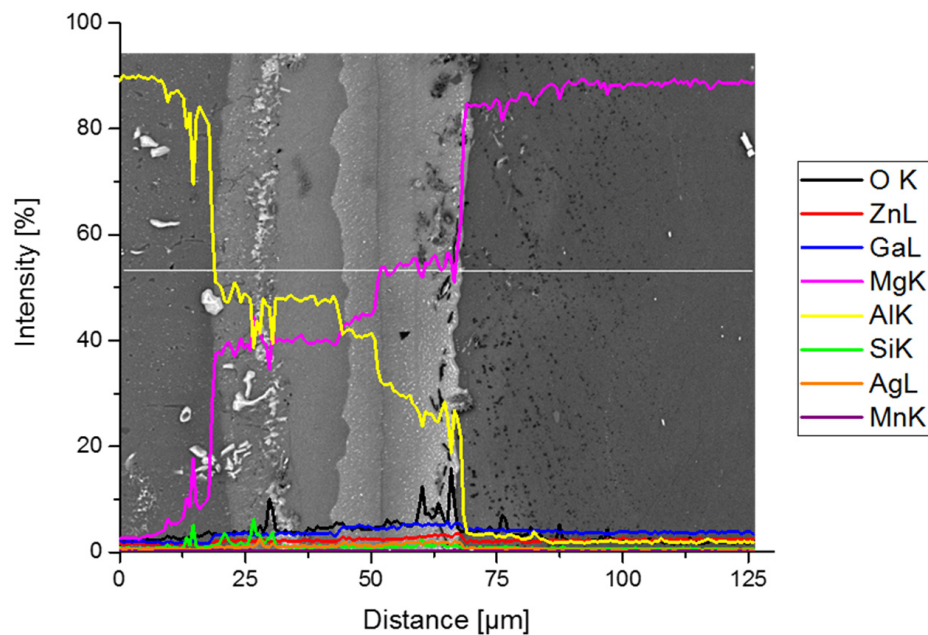 100
80
60
40
20
0
Intensity [%]
0 25 50 75 100 125
Distance [µm]
O K
ZnL
GaL
MgK
AlK
SiK
AgL
MnK